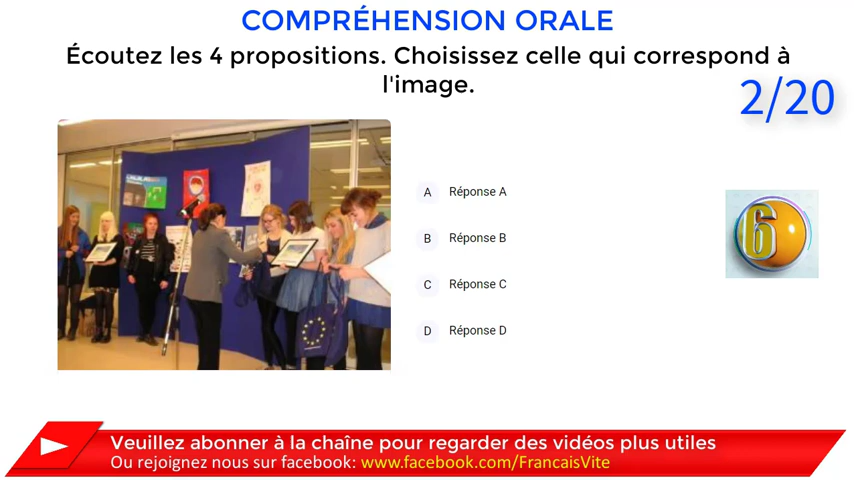 COMPRÉHENSION ORALE
Écoutez les 4 propositions. Choisissez celle qui correspond à
l'image.
2/20
A Réponse A
6
B Réponse B
C Réponse C
D Réponse D
Veuillez abonner à la chaîne pour regarder des vidéos plus utiles
Ou rejoignez nous sur facebook: www.facebook.com/FrancaisVite